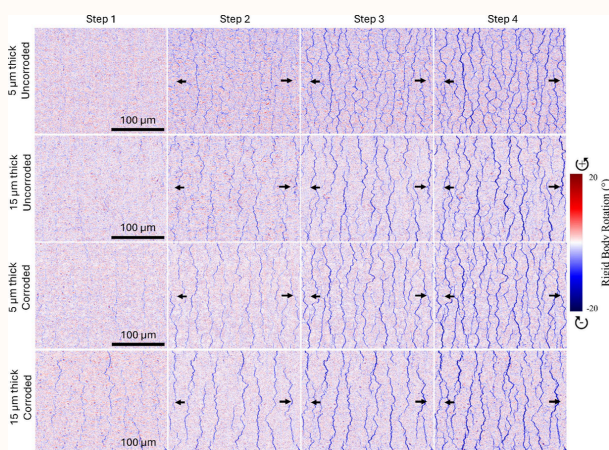 Step 1 Step 2 Step 3 Step 4
5 µm thick
Uncorroded
100 µm
15 µm thick
Uncorroded
100 µm
5 µm thick
Corroded
100 µm
15 µm thick
Corroded
100 µm
+
20
0
-20
-
Rigid Body Rotation (°)